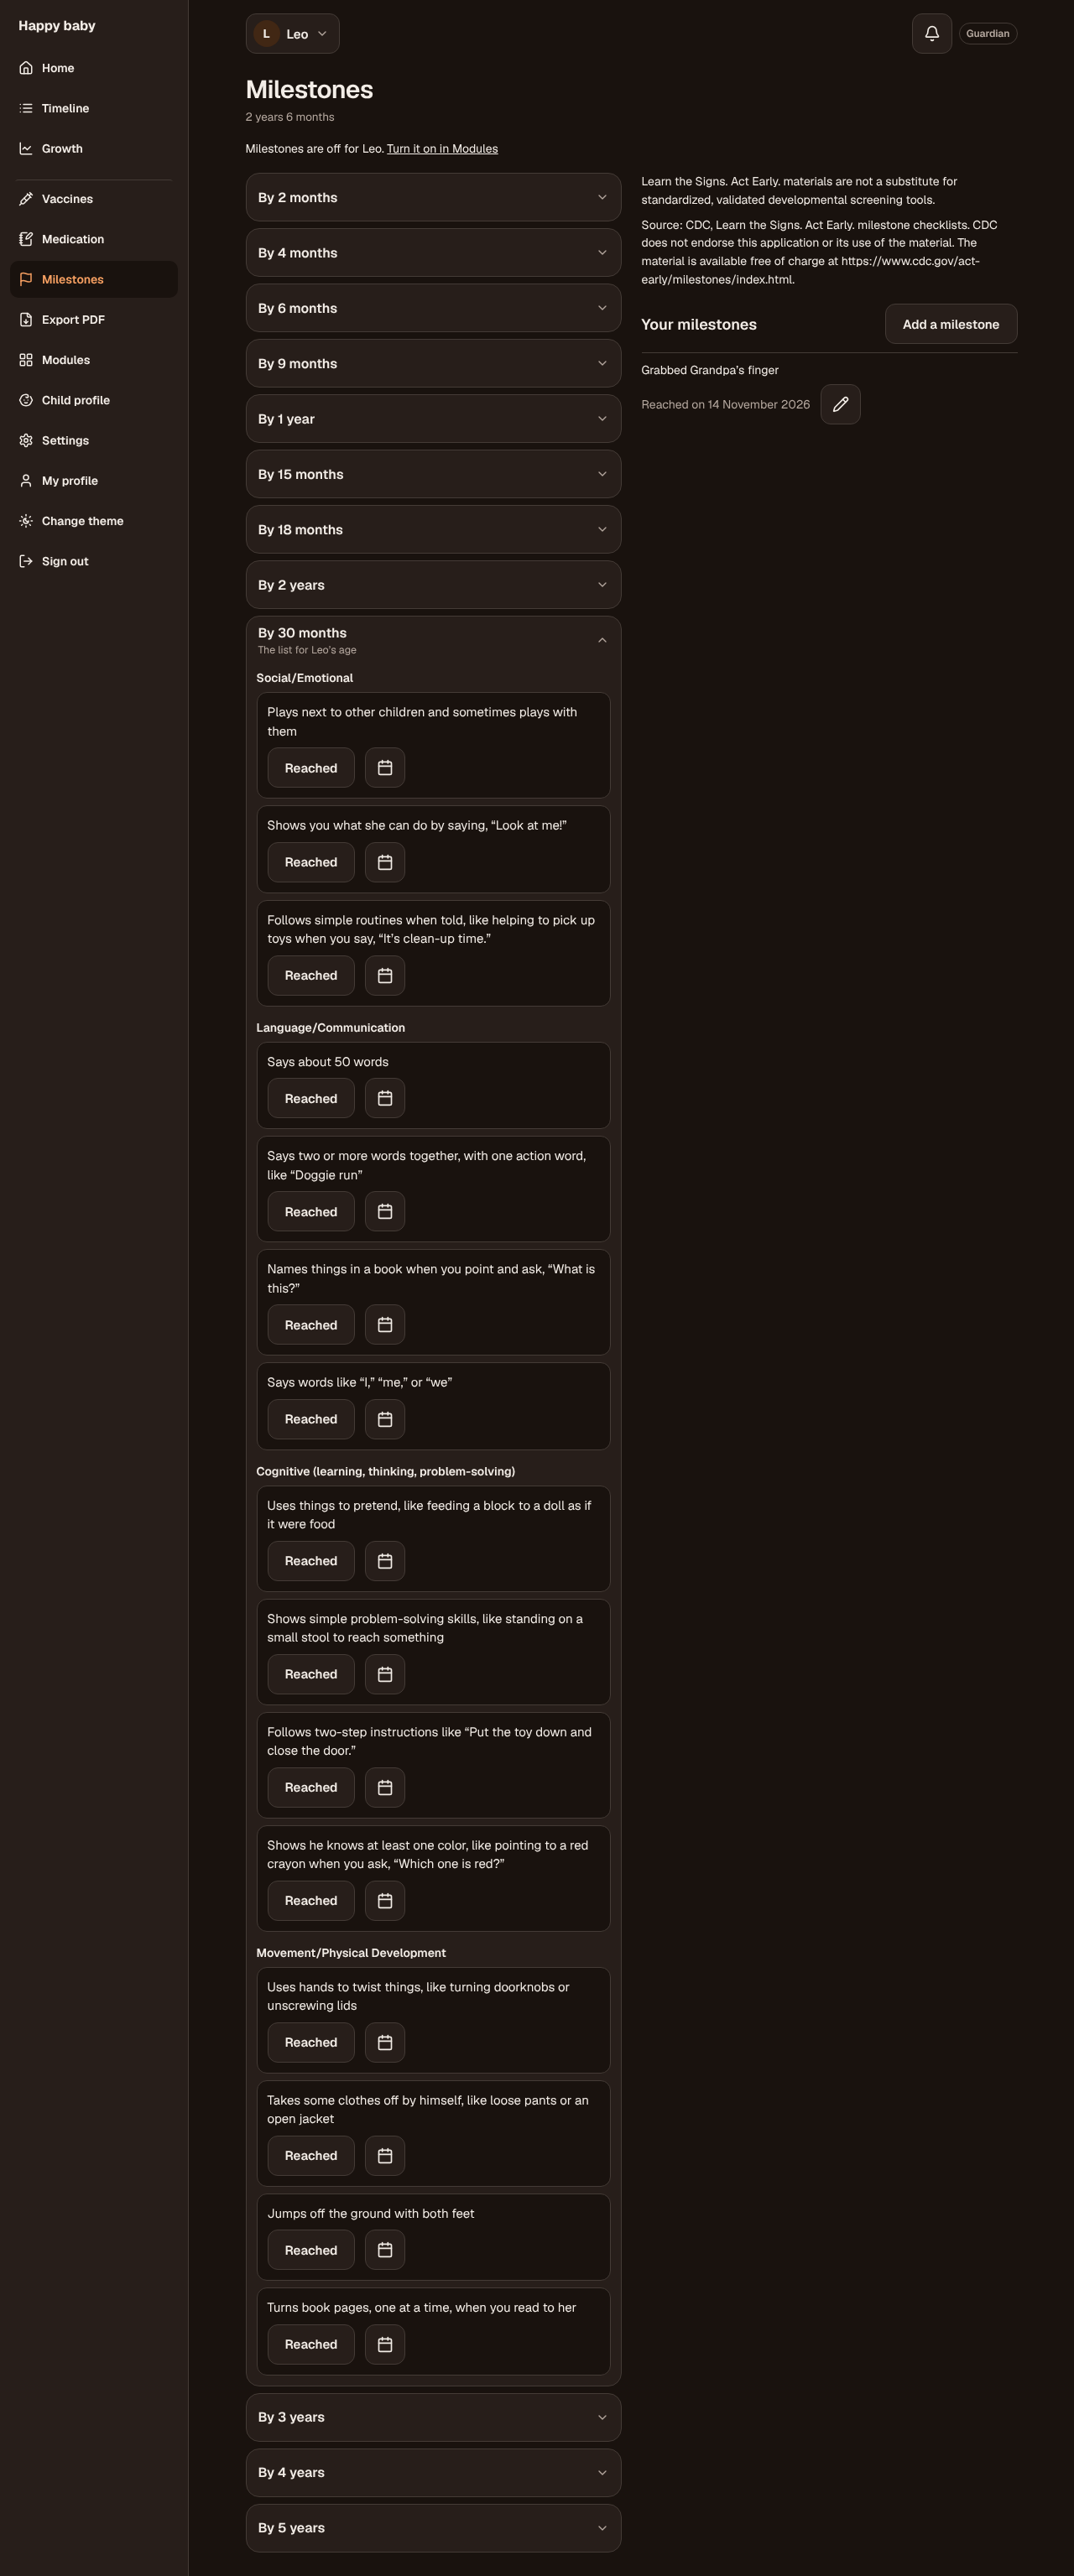 Happy baby
Home
Timeline
Growth
Vaccines
Medication
Milestones
Export PDF
Modules
Child profile
Settings
My profile
Change theme
Sign out
L Leo
Guardian
Milestones
2 years 6 months
Milestones are off for Leo. Turn it on in Modules
By 2 months
By 4 months
By 6 months
By 9 months
By 1 year
By 15 months
By 18 months
By 2 years
By 30 months
The list for Leo's age
Social/Emotional
Plays next to other children and sometimes plays with
them
Reached
Shows you what she can do by saying, “Look at me!”
Reached
Follows simple routines when told, like helping to pick up
toys when you say, “It’s clean-up time.”
Reached
Language/Communication
Says about 50 words
Reached
Says two or more words together, with one action word,
like “Doggie run”
Reached
Names things in a book when you point and ask, “What is
this?”
Reached
Says words like “I,” “me,” or “we”
Reached
Cognitive (learning, thinking, problem-solving)
Uses things to pretend, like feeding a block to a doll as if
it were food
Reached
Shows simple problem-solving skills, like standing on a
small stool to reach something
Reached
Follows two-step instructions like “Put the toy down and
close the door.”
Reached
Shows he knows at least one color, like pointing to a red
crayon when you ask, “Which one is red?”
Reached
Movement/Physical Development
Uses hands to twist things, like turning doorknobs or
unscrewing lids
Reached
Takes some clothes off by himself, like loose pants or an
open jacket
Reached
Jumps off the ground with both feet
Reached
Turns book pages, one at a time, when you read to her
Reached
By 3 years
By 4 years
By 5 years
Learn the Signs. Act Early. materials are not a substitute for
standardized, validated developmental screening tools.
Source: CDC, Learn the Signs. Act Early. milestone checklists. CDC
does not endorse this application or its use of the material. The
material is available free of charge at https://www.cdc.gov/act-
early/milestones/index.html.
Your milestones
Add a milestone
Grabbed Grandpa's finger
Reached on 14 November 2026